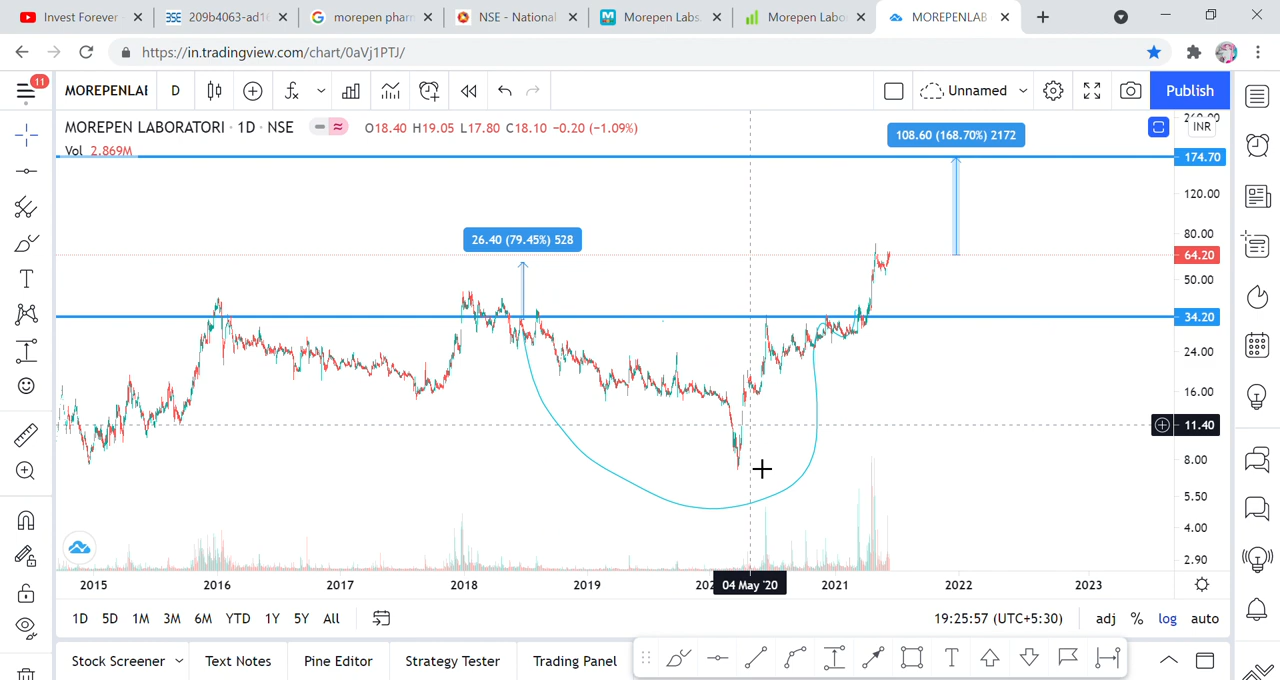 Invest Forever
209b4063-ad1
morepen pharm
NSE - National
Morepen Labs
Morepen Labo
MOREPENLAB
https://in.tradingview.com/chart/0aVj1PTJ/
11
MOREPENLAI
D
Unnamed
Publish
MOREPEN LABORATORI · 1D · NSE
O18.40 H19.05 L17.80 C18.10 -0.20 (-1.09%)
Vol 2.869M
INR
108.60 (168.70%) 2172
174.70
120.00
26.40 (79.45%) 528
80.00
64.20
50.00
34.20
24.00
16.00
11.40
8.00
5.50
4.00
2.90
2015
2016
2017
2018
2019
04 May '20
2021
2022
2023
1D 5D 1M 3M 6M YTD 1Y 5Y All
19:25:57 (UTC+5:30)
adj % log auto
Stock Screener
Text Notes
Pine Editor
Strategy Tester
Trading Panel